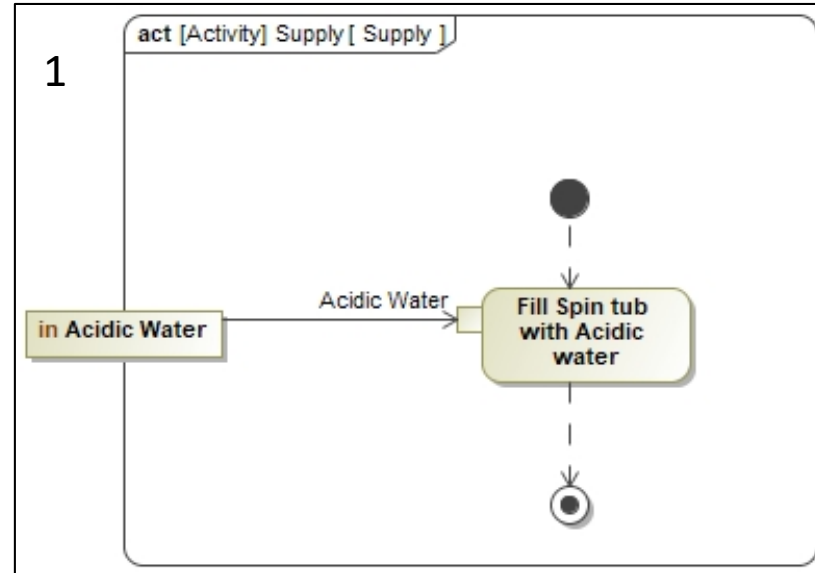 act [Activity] Supply [ Supply ]
1
Acidic Water
in Acidic Water
Fill Spin tub
with Acidic
water